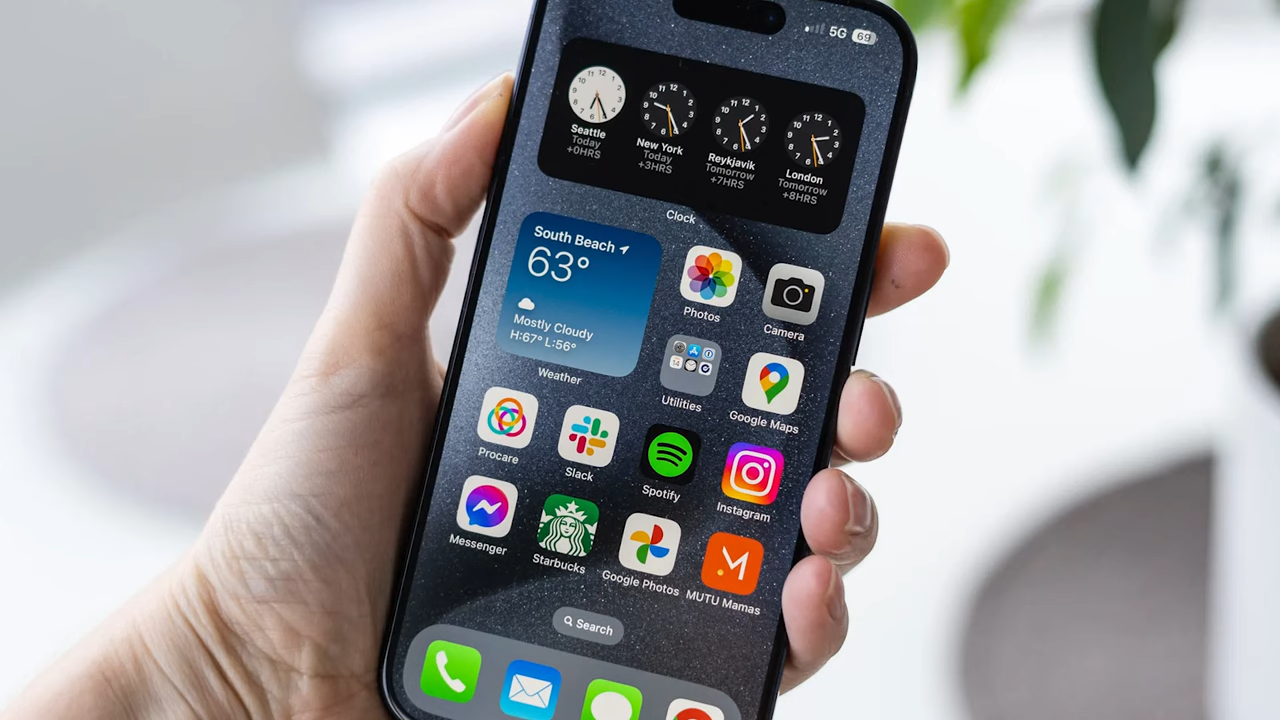 5G 69
Seattle
Today
+0HRS
New York
Today
+3HRS
Reykjavik
Tomorrow
+7HRS
London
Tomorrow
+8HRS
Clock
South Beach
63°
Mostly Cloudy
H:67° L:56°
Weather
Photos
Camera
Utilities
Google Maps
Procare
Slack
Spotify
Instagram
Messenger
Starbucks
Google Photos
MUTU Mamas
Search